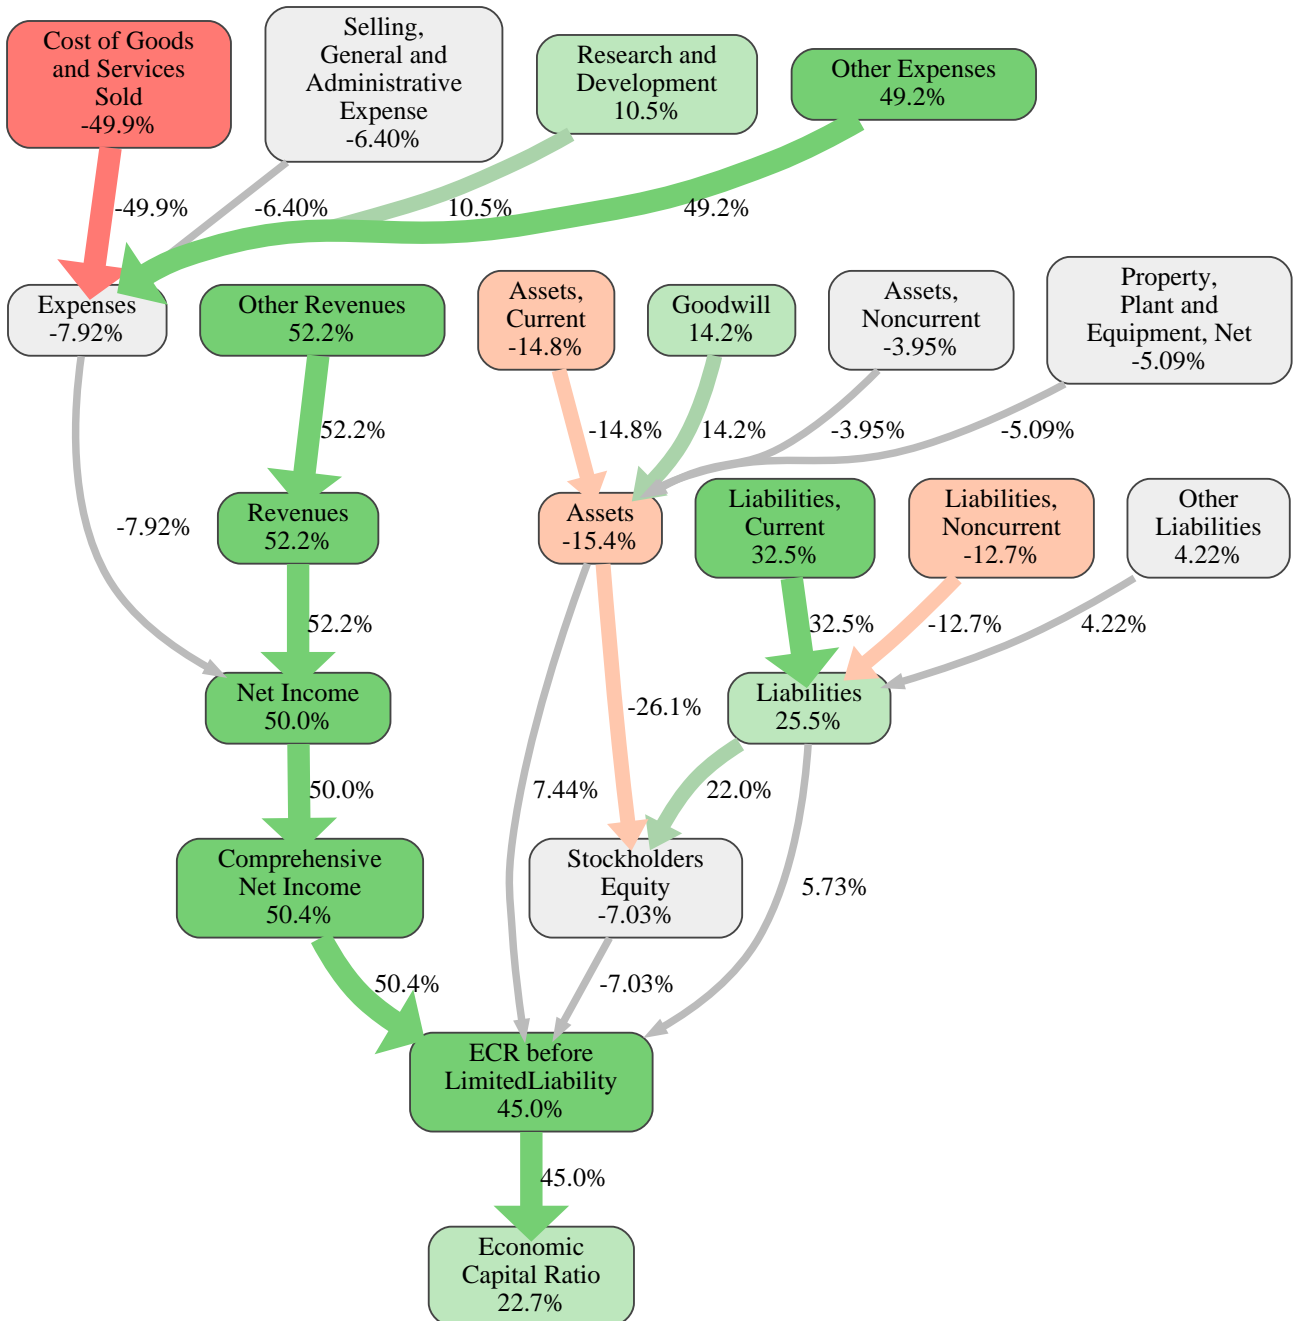 Cost of Goods
and Services
Sold
-49.9%
Selling,
General and
Administrative
Expense
-6.40%
Research and
Development
10.5%
Other Expenses
49.2%
-49.9%
-6.40%
10.5%
49.2%
Expenses
-7.92%
Other Revenues
52.2%
Assets,
Current
-14.8%
Goodwill
14.2%
Assets,
Noncurrent
-3.95%
Property,
Plant and
Equipment, Net
-5.09%
52.2%
-14.8%
14.2%
-3.95%
-5.09%
-7.92%
Revenues
52.2%
Assets
-15.4%
Liabilities,
Current
32.5%
Liabilities,
Noncurrent
-12.7%
Other
Liabilities
4.22%
52.2%
32.5%
-12.7%
4.22%
Net Income
50.0%
-26.1%
Liabilities
25.5%
50.0%
7.44%
22.0%
Comprehensive
Net Income
50.4%
Stockholders
Equity
-7.03%
5.73%
50.4%
-7.03%
ECR before
LimitedLiability
45.0%
45.0%
Economic
Capital Ratio
22.7%